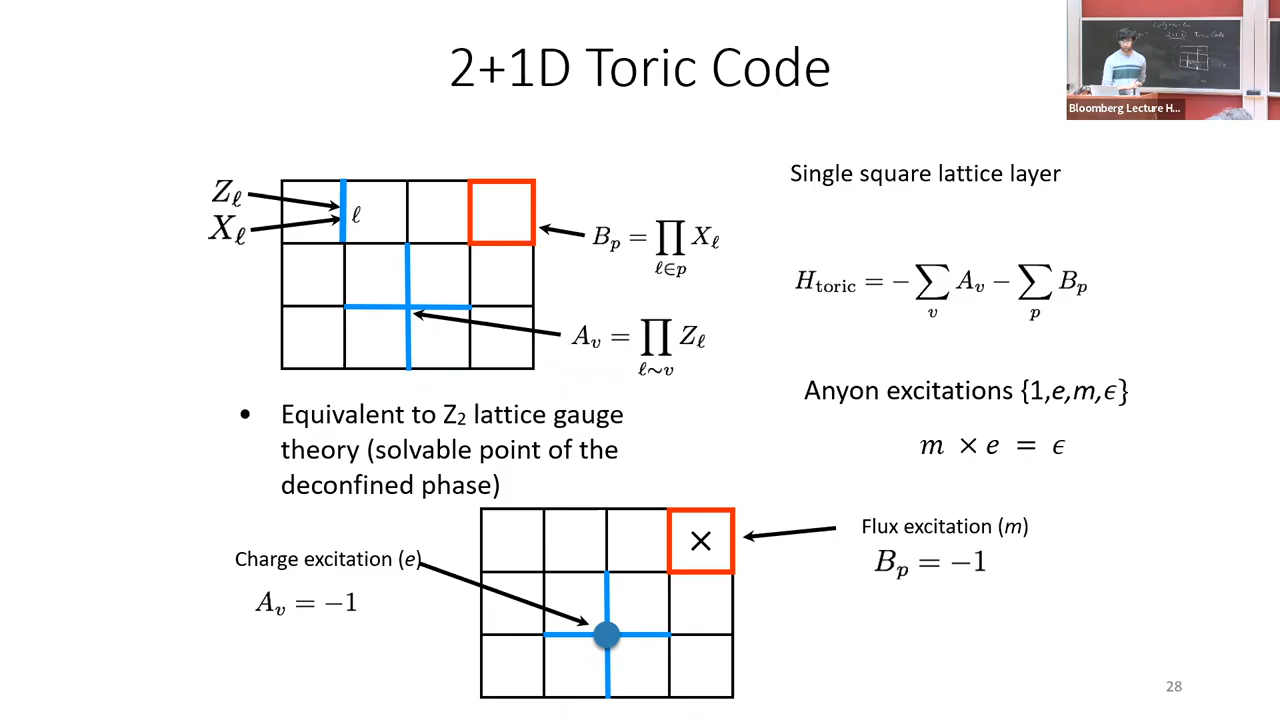 2+1D Toric Code
Bloomberg Lecture H...
Z_ℓ
X_ℓ
ℓ
B_p = ∏_{ℓ∈p} X_ℓ
A_v = ∏_{ℓ∼v} Z_ℓ
Single square lattice layer
H_toric = − ∑_v A_v − ∑_p B_p
Anyon excitations {1,e,m,ϵ}
m × e = ϵ
• Equivalent to Z₂ lattice gauge
theory (solvable point of the
deconfined phase)
Charge excitation (e)
A_v = −1
×
Flux excitation (m)
B_p = −1
28